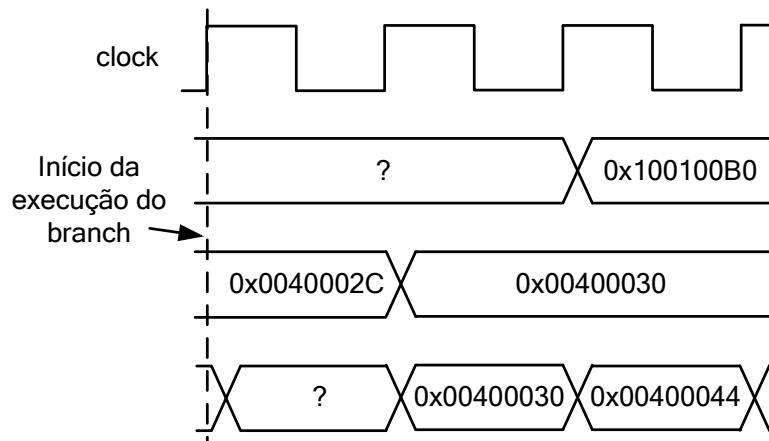 clock
? 0x100100B0
Início da
execução do
branch
0x0040002C 0x00400030
? 0x00400030 0x00400044